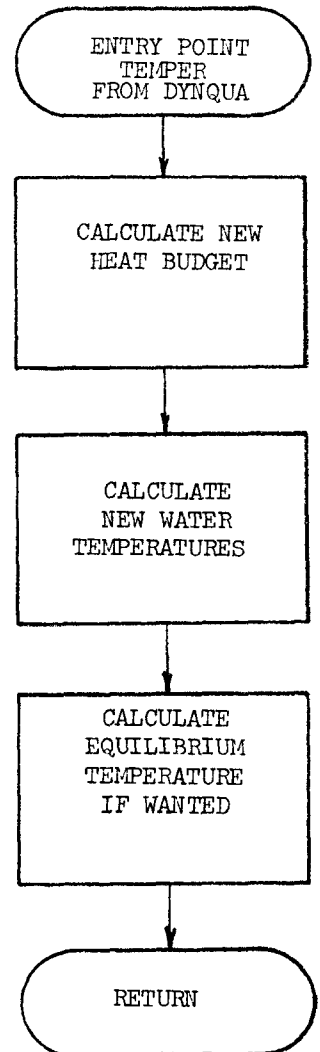 ENTRY POINT
TEMPER
FROM DYNQUA
CALCULATE NEW
HEAT BUDGET
CALCULATE
NEW WATER
TEMPERATURES
CALCULATE
EQUILIBRIUM
TEMPERATURE
IF WANTED
RETURN